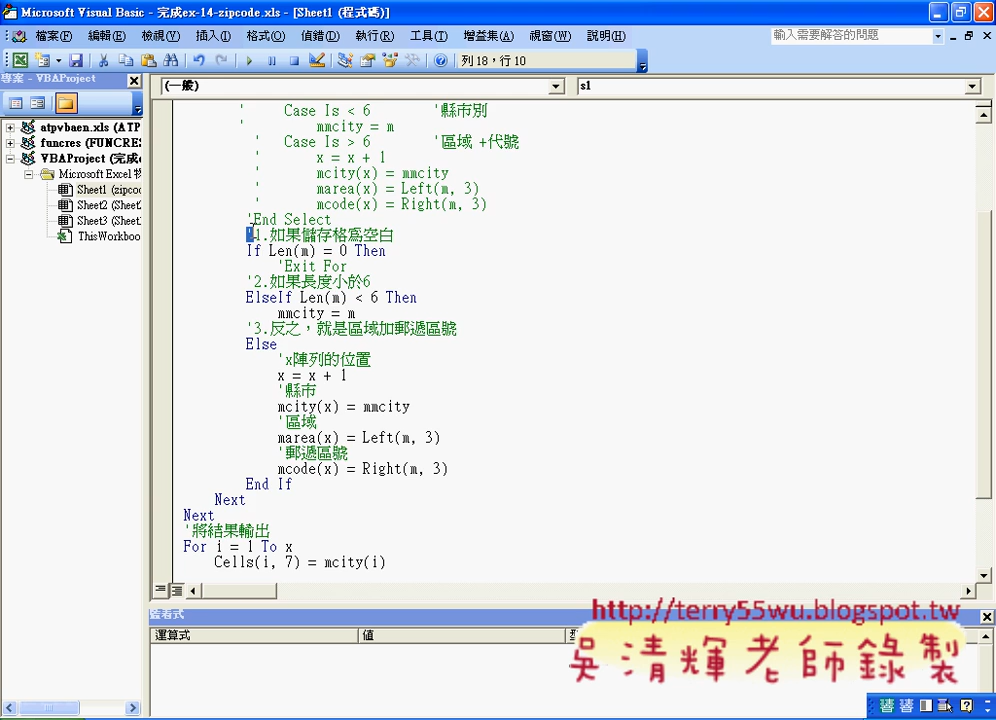 Microsoft Visual Basic - 完成ex-14-zipcode.xls - [Sheet1 (程式碼)]
檔案(F) 編輯(E) 檢視(V) 插入(I) 格式(O) 偵錯(D) 執行(R) 工具(T) 增益集(A) 視窗(W) 說明(H) 輸入需要解答的問題
列 18，行 10
專案 - VBAProject
(一般) s1
atpvbaen.xls (ATP
funcres (FUNCRES
VBAProject (完成
Microsoft Excel 物
Sheet1 (zipco
Sheet2 (Sheet
Sheet3 (Sheet
ThisWorkboo
' Case Is < 6 '縣市別
' mmcity = m
' Case Is > 6 '區域 +代號
' x = x + 1
' mcity(x) = mmcity
' marea(x) = Left(m, 3)
' mcode(x) = Right(m, 3)
'End Select
'1.如果儲存格為空白
If Len(m) = 0 Then
'Exit For
'2.如果長度小於6
ElseIf Len(m) < 6 Then
mmcity = m
'3.反之，就是區域加郵遞區號
Else
'x陣列的位置
x = x + 1
'縣市
mcity(x) = mmcity
'區域
marea(x) = Left(m, 3)
'郵遞區號
mcode(x) = Right(m, 3)
End If
Next
Next
'將結果輸出
For i = 1 To x
Cells(i, 7) = mcity(i)
監看式
運算式 值
http://terry55wu.blogspot.tw
吳清輝老師錄製